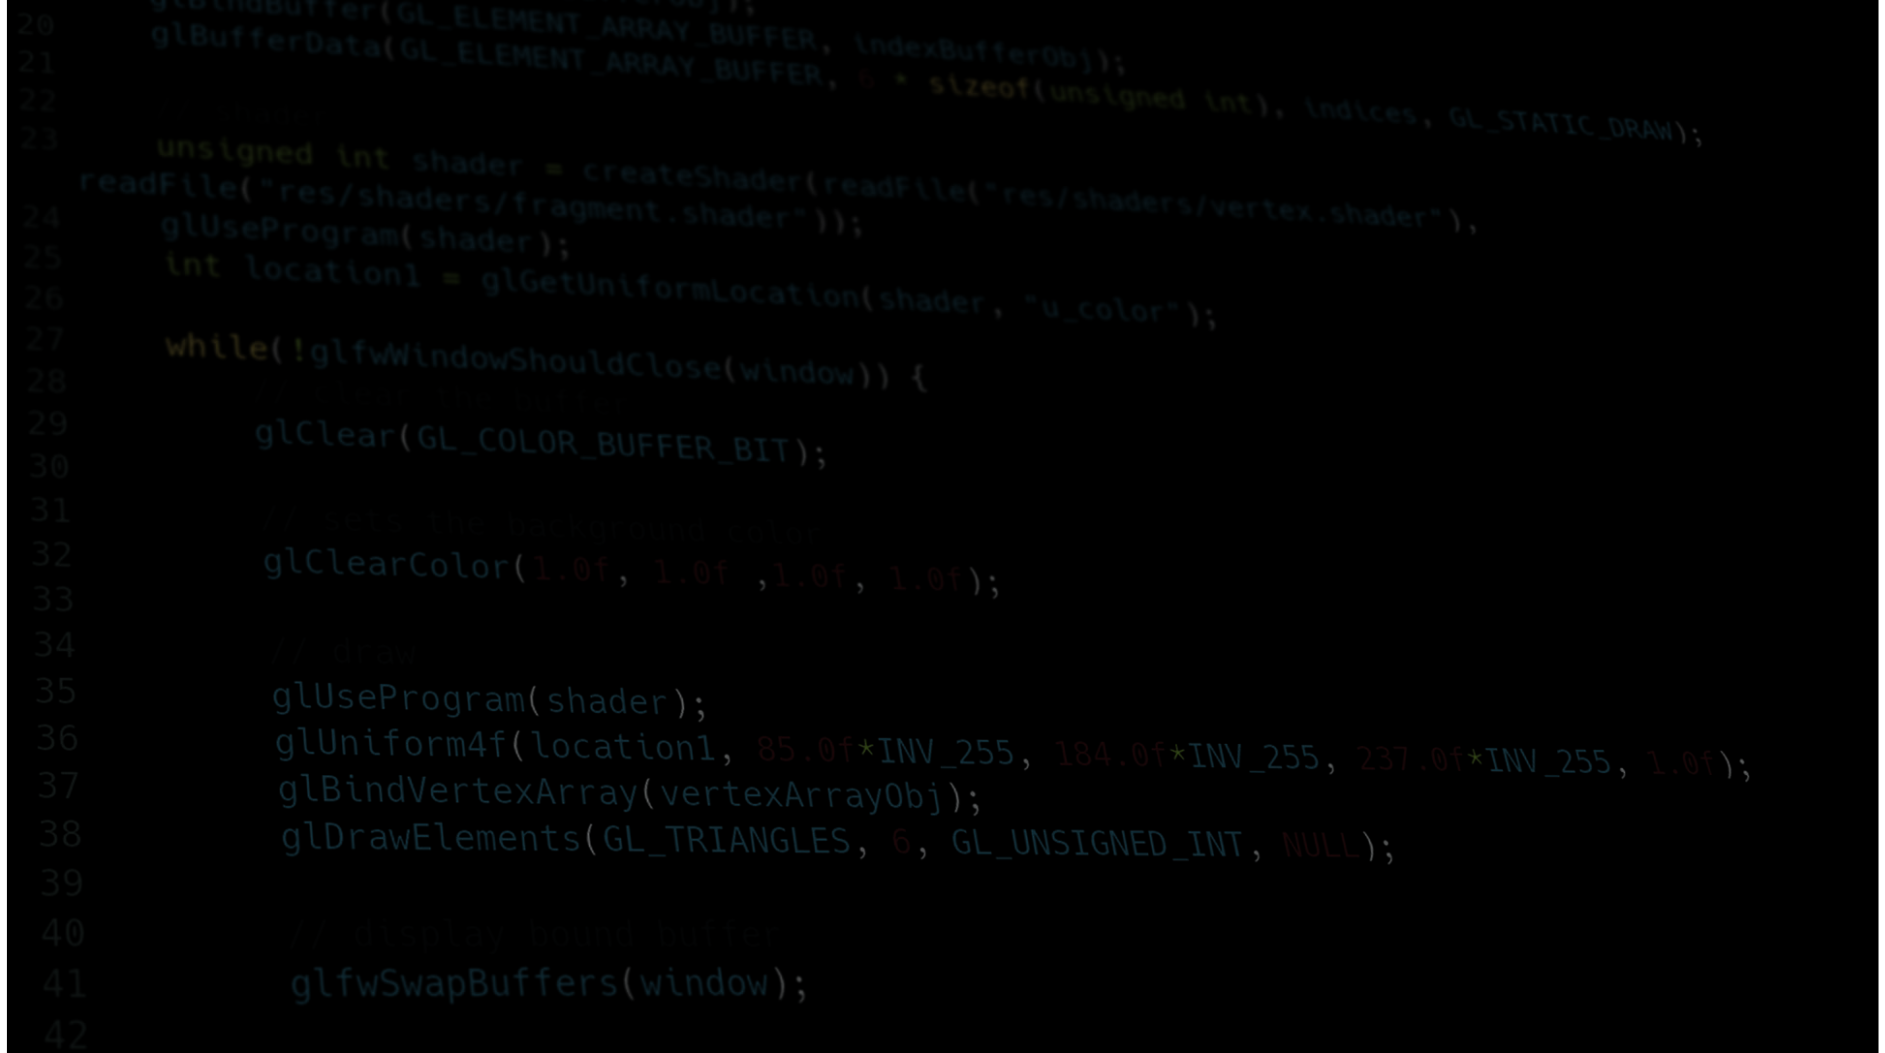 20 glBindBuffer(GL_ELEMENT_ARRAY_BUFFER, indexBufferObj);
21 glBufferData(GL_ELEMENT_ARRAY_BUFFER, 6 * sizeof(unsigned int), indices, GL_STATIC_DRAW);
22 // shader
23 unsigned int shader = createShader(readFile("res/shaders/vertex.shader"),
readFile("res/shaders/fragment.shader"));
24 glUseProgram(shader);
25 int location1 = glGetUniformLocation(shader, "u_color");
26
27 while(!glfwWindowShouldClose(window)) {
28 // clear the buffer
29 glClear(GL_COLOR_BUFFER_BIT);
30
31 // sets the background color
32 glClearColor(1.0f, 1.0f ,1.0f, 1.0f);
33
34 // draw
35 glUseProgram(shader);
36 glUniform4f(location1, 85.0f*INV_255, 184.0f*INV_255, 237.0f*INV_255, 1.0f);
37 glBindVertexArray(vertexArrayObj);
38 glDrawElements(GL_TRIANGLES, 6, GL_UNSIGNED_INT, NULL);
39
40 // display bound buffer
41 glfwSwapBuffers(window);
42